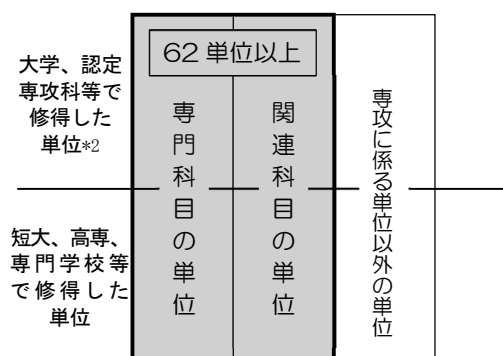 62 単位以上
大学、認定
専攻科等で
修得した
単位*2
短大、高専、
専門学校等
で修得した
単位
専門科目の単位
関連科目の単位
専攻に係る単位以外の単位